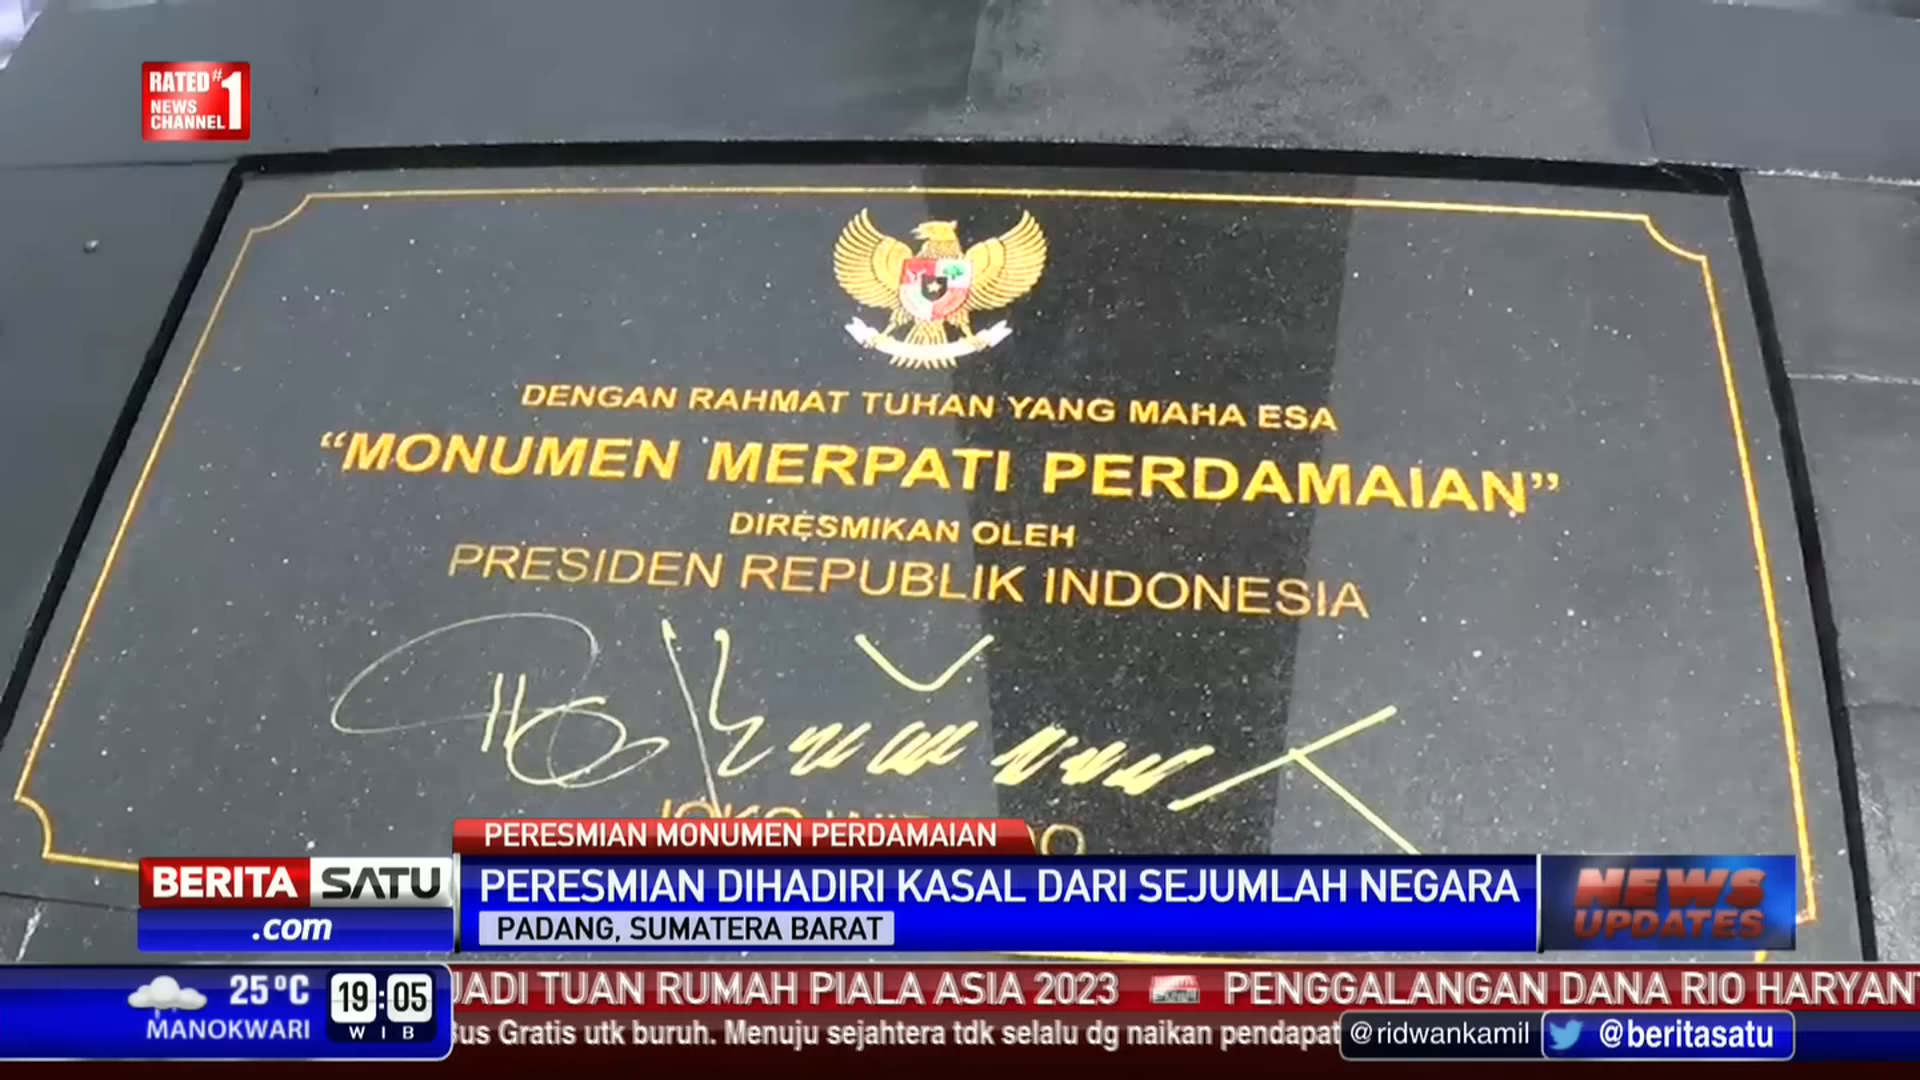 RATED #1
NEWS
CHANNEL
DENGAN RAHMAT TUHAN YANG MAHA ESA
“MONUMEN MERPATI PERDAMAIAN”
DIRESMIKAN OLEH
PRESIDEN REPUBLIK INDONESIA
PERESMIAN MONUMEN PERDAMAIAN
BERITA SATU
.com
PERESMIAN DIHADIRI KASAL DARI SEJUMLAH NEGARA
PADANG, SUMATERA BARAT
NEWS
UPDATES
25°C
MANOKWARI
19:05
WIB
JADI TUAN RUMAH PIALA ASIA 2023
PENGGALANGAN DANA RIO HARYANT
Bus Gratis utk buruh. Menuju sejahtera tdk selalu dg naikan pendapat
@ridwankamil
@beritasatu